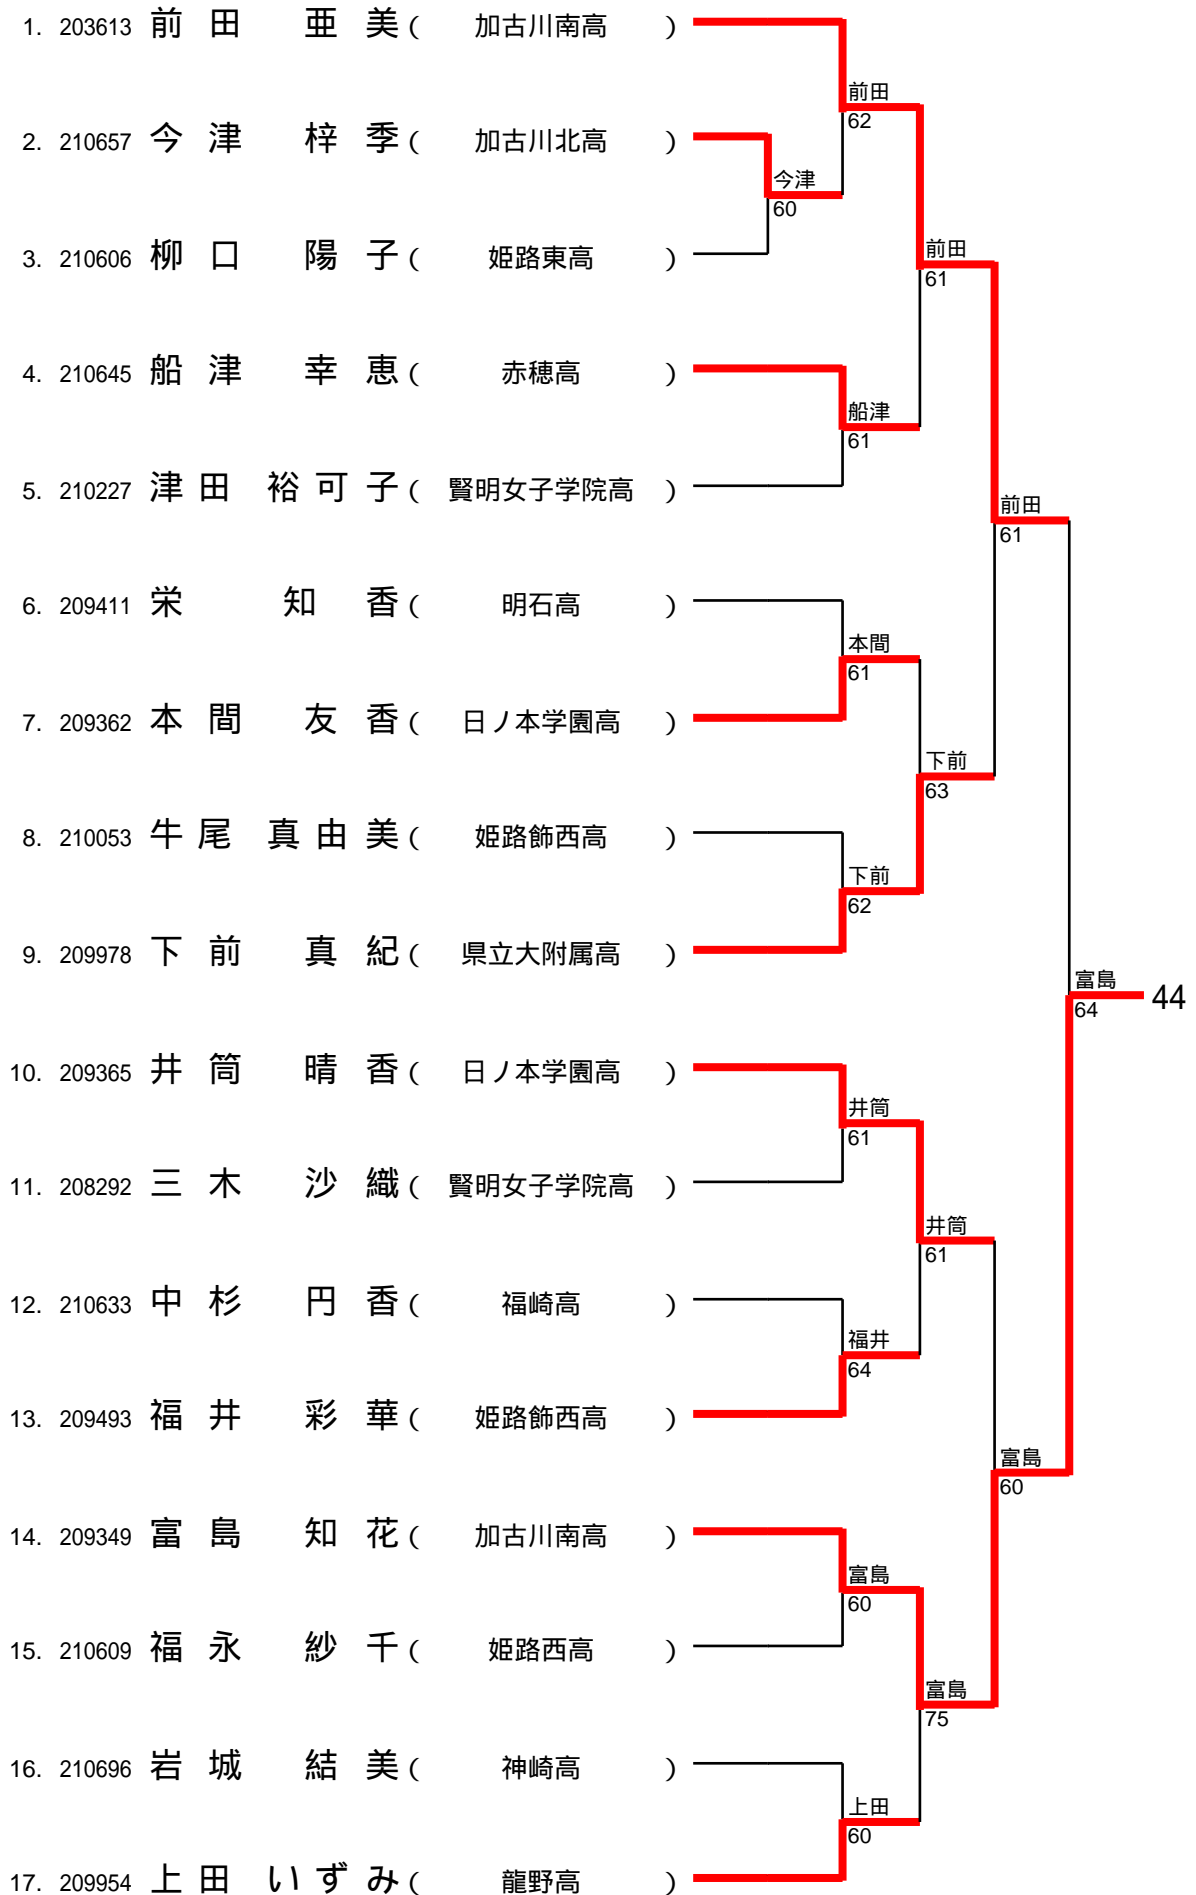 1. 203613 前田 亜美 ( 加古川南高 )
前田
62
2. 210657 今津 梓季 ( 加古川北高 )
今津
60
3. 210606 柳口 陽子 ( 姫路東高 )
前田
61
4. 210645 船津 幸恵 ( 赤穂高 )
船津
61
5. 210227 津田 裕可子 ( 賢明女子学院高 )
前田
61
6. 209411 栄 知香 ( 明石高 )
本間
61
7. 209362 本間 友香 ( 日ノ本学園高 )
下前
63
8. 210053 牛尾 真由美 ( 姫路飾西高 )
下前
62
9. 209978 下前 真紀 ( 県立大附属高 )
富島
64
44
10. 209365 井筒 晴香 ( 日ノ本学園高 )
井筒
61
11. 208292 三木 沙織 ( 賢明女子学院高 )
井筒
61
12. 210633 中杉 円香 ( 福崎高 )
福井
64
13. 209493 福井 彩華 ( 姫路飾西高 )
富島
60
14. 209349 富島 知花 ( 加古川南高 )
富島
60
15. 210609 福永 紗千 ( 姫路西高 )
富島
75
16. 210696 岩城 結美 ( 神崎高 )
上田
60
17. 209954 上田 いずみ ( 龍野高 )